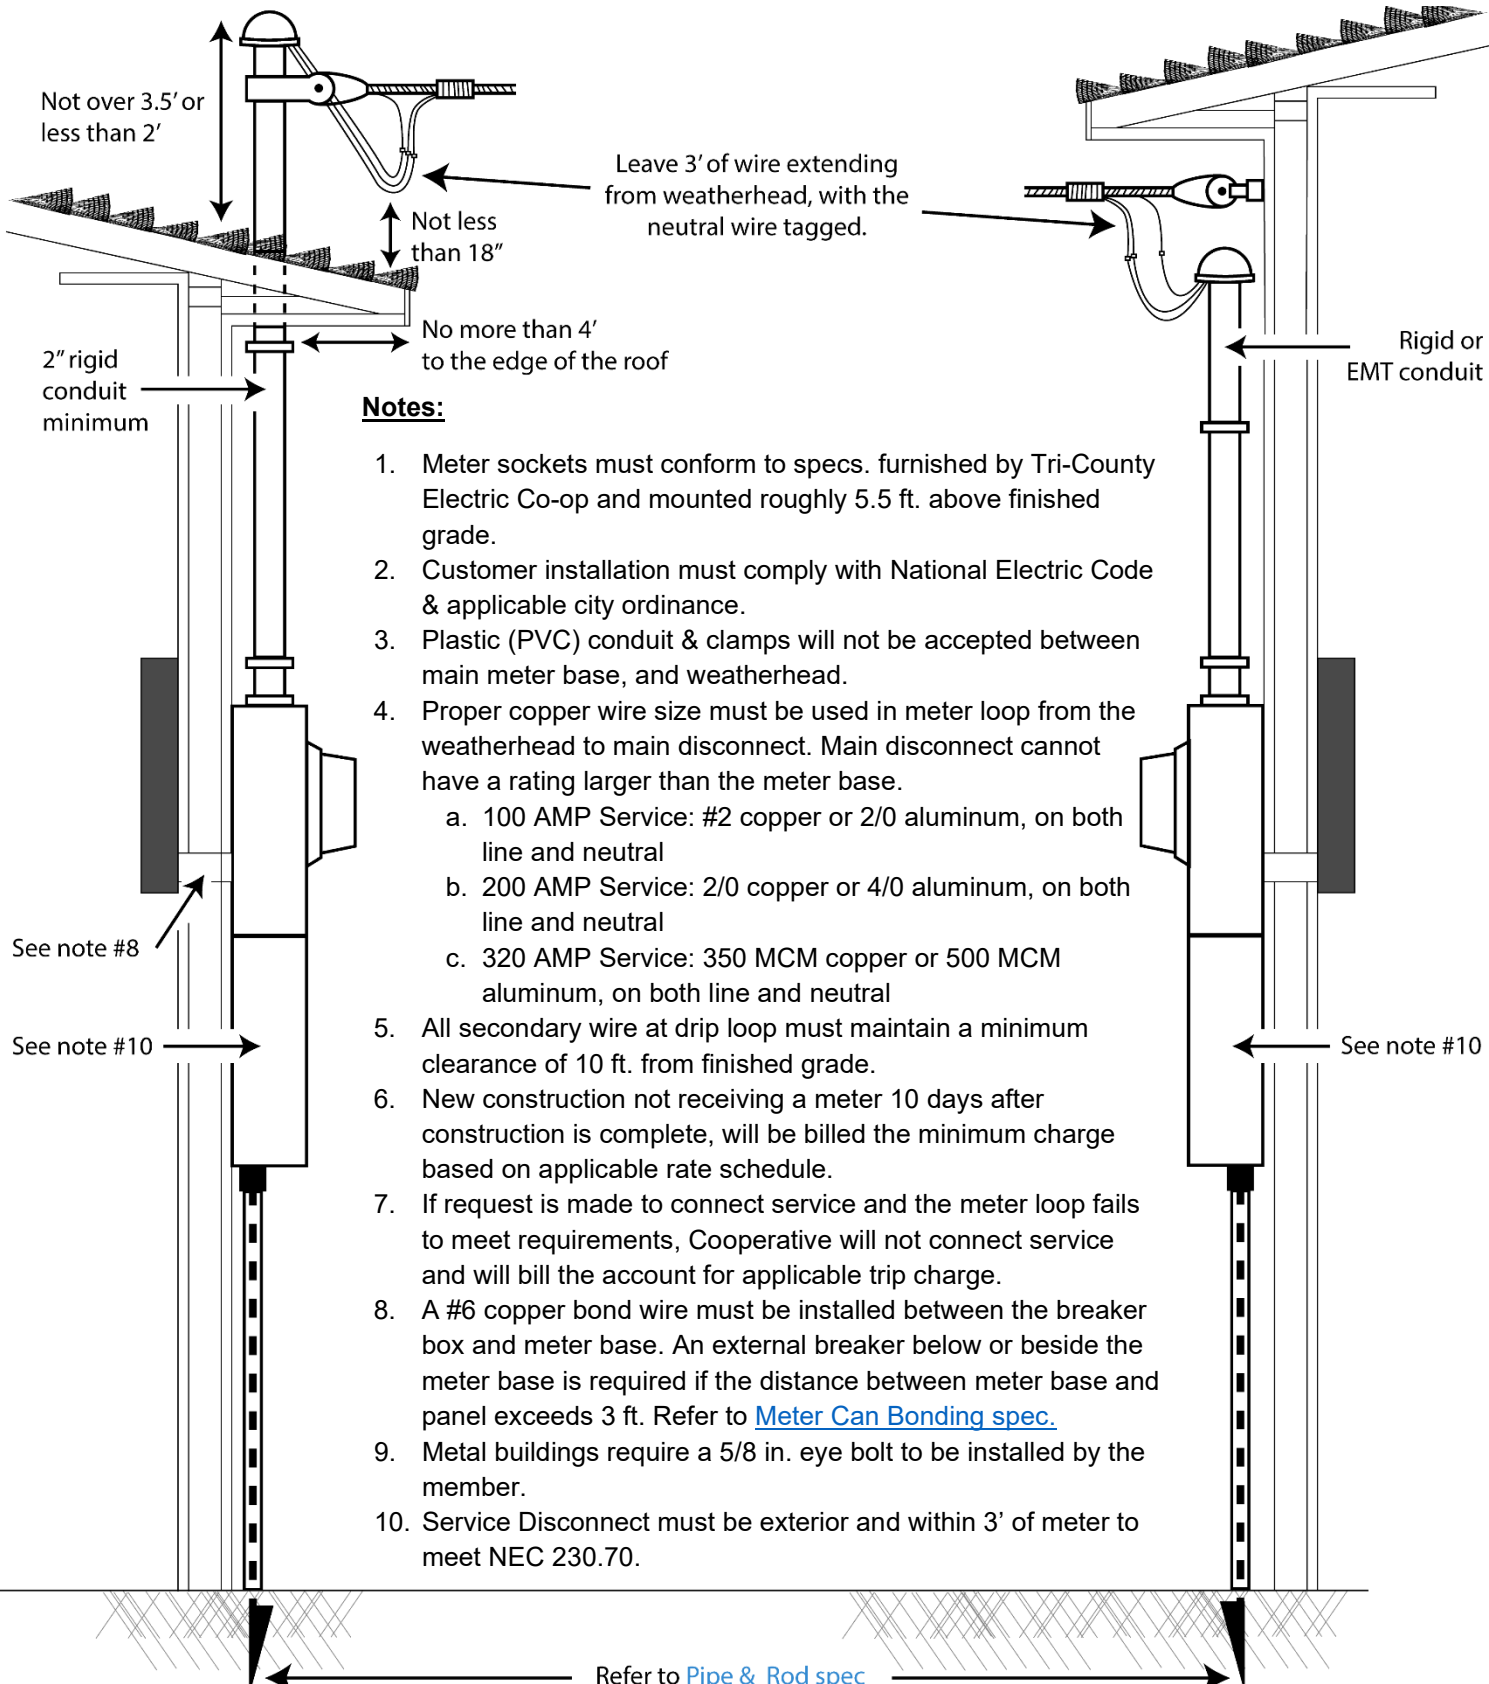 Not over 3.5' or
less than 2'
Leave 3' of wire extending
from weatherhead, with the
neutral wire tagged.
Not less
than 18"
No more than 4'
to the edge of the roof
2" rigid
conduit
minimum
Rigid or
EMT conduit
Notes:
1. Meter sockets must conform to specs. furnished by Tri-County
Electric Co-op and mounted roughly 5.5 ft. above finished
grade.
2. Customer installation must comply with National Electric Code
& applicable city ordinance.
3. Plastic (PVC) conduit & clamps will not be accepted between
main meter base, and weatherhead.
4. Proper copper wire size must be used in meter loop from the
weatherhead to main disconnect. Main disconnect cannot
have a rating larger than the meter base.
a. 100 AMP Service: #2 copper or 2/0 aluminum, on both
line and neutral
b. 200 AMP Service: 2/0 copper or 4/0 aluminum, on both
line and neutral
c. 320 AMP Service: 350 MCM copper or 500 MCM
aluminum, on both line and neutral
5. All secondary wire at drip loop must maintain a minimum
clearance of 10 ft. from finished grade.
6. New construction not receiving a meter 10 days after
construction is complete, will be billed the minimum charge
based on applicable rate schedule.
7. If request is made to connect service and the meter loop fails
to meet requirements, Cooperative will not connect service
and will bill the account for applicable trip charge.
8. A #6 copper bond wire must be installed between the breaker
box and meter base. An external breaker below or beside the
meter base is required if the distance between meter base and
panel exceeds 3 ft. Refer to Meter Can Bonding spec.
9. Metal buildings require a 5/8 in. eye bolt to be installed by the
member.
10. Service Disconnect must be exterior and within 3' of meter to
meet NEC 230.70.
See note #8
See note #10
See note #10
Refer to Pipe & Rod spec